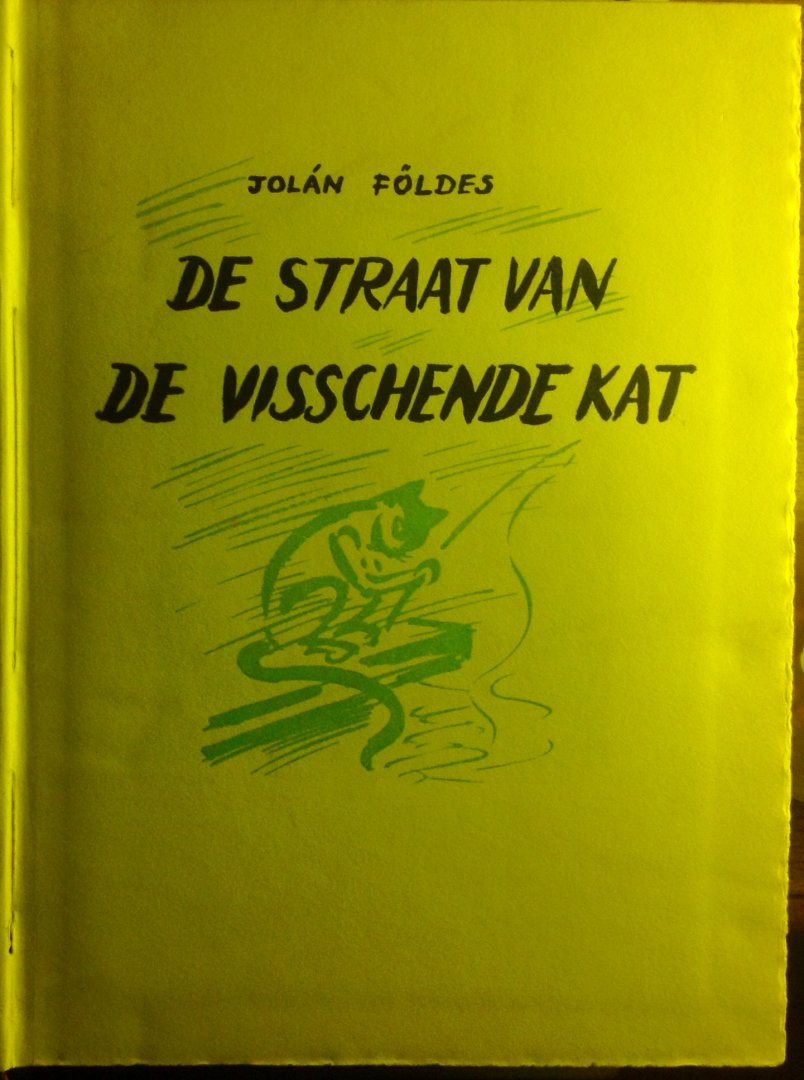 JOLÁN FÖLDES
DE STRAAT VAN
DE VISSCHENDE KAT